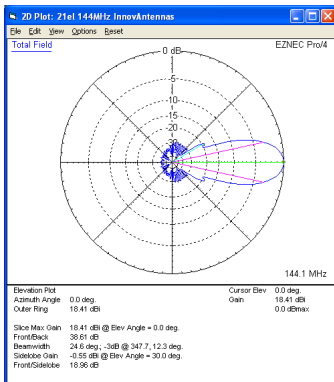 2D Plot: 21el 144MHz InnovAntennas
File Edit View Options Reset
Total Field
EZNEC Pro/4
0 dB
-5
-10
-15
-20
-30
144.1 MHz
Elevation Plot
Azimuth Angle 0.0 deg.
Outer Ring 18.41 dBi
Cursor Elev 0.0 deg.
Gain 18.41 dBi
0.0 dBmax
Slice Max Gain 18.41 dBi @ Elev Angle = 0.0 deg.
Front/Back 38.61 dB
Beamwidth 24.6 deg.; -3dB @ 347.7, 12.3 deg.
Sidelobe Gain -0.55 dBi @ Elev Angle = 30.0 deg.
Front/Sidelobe 18.96 dB